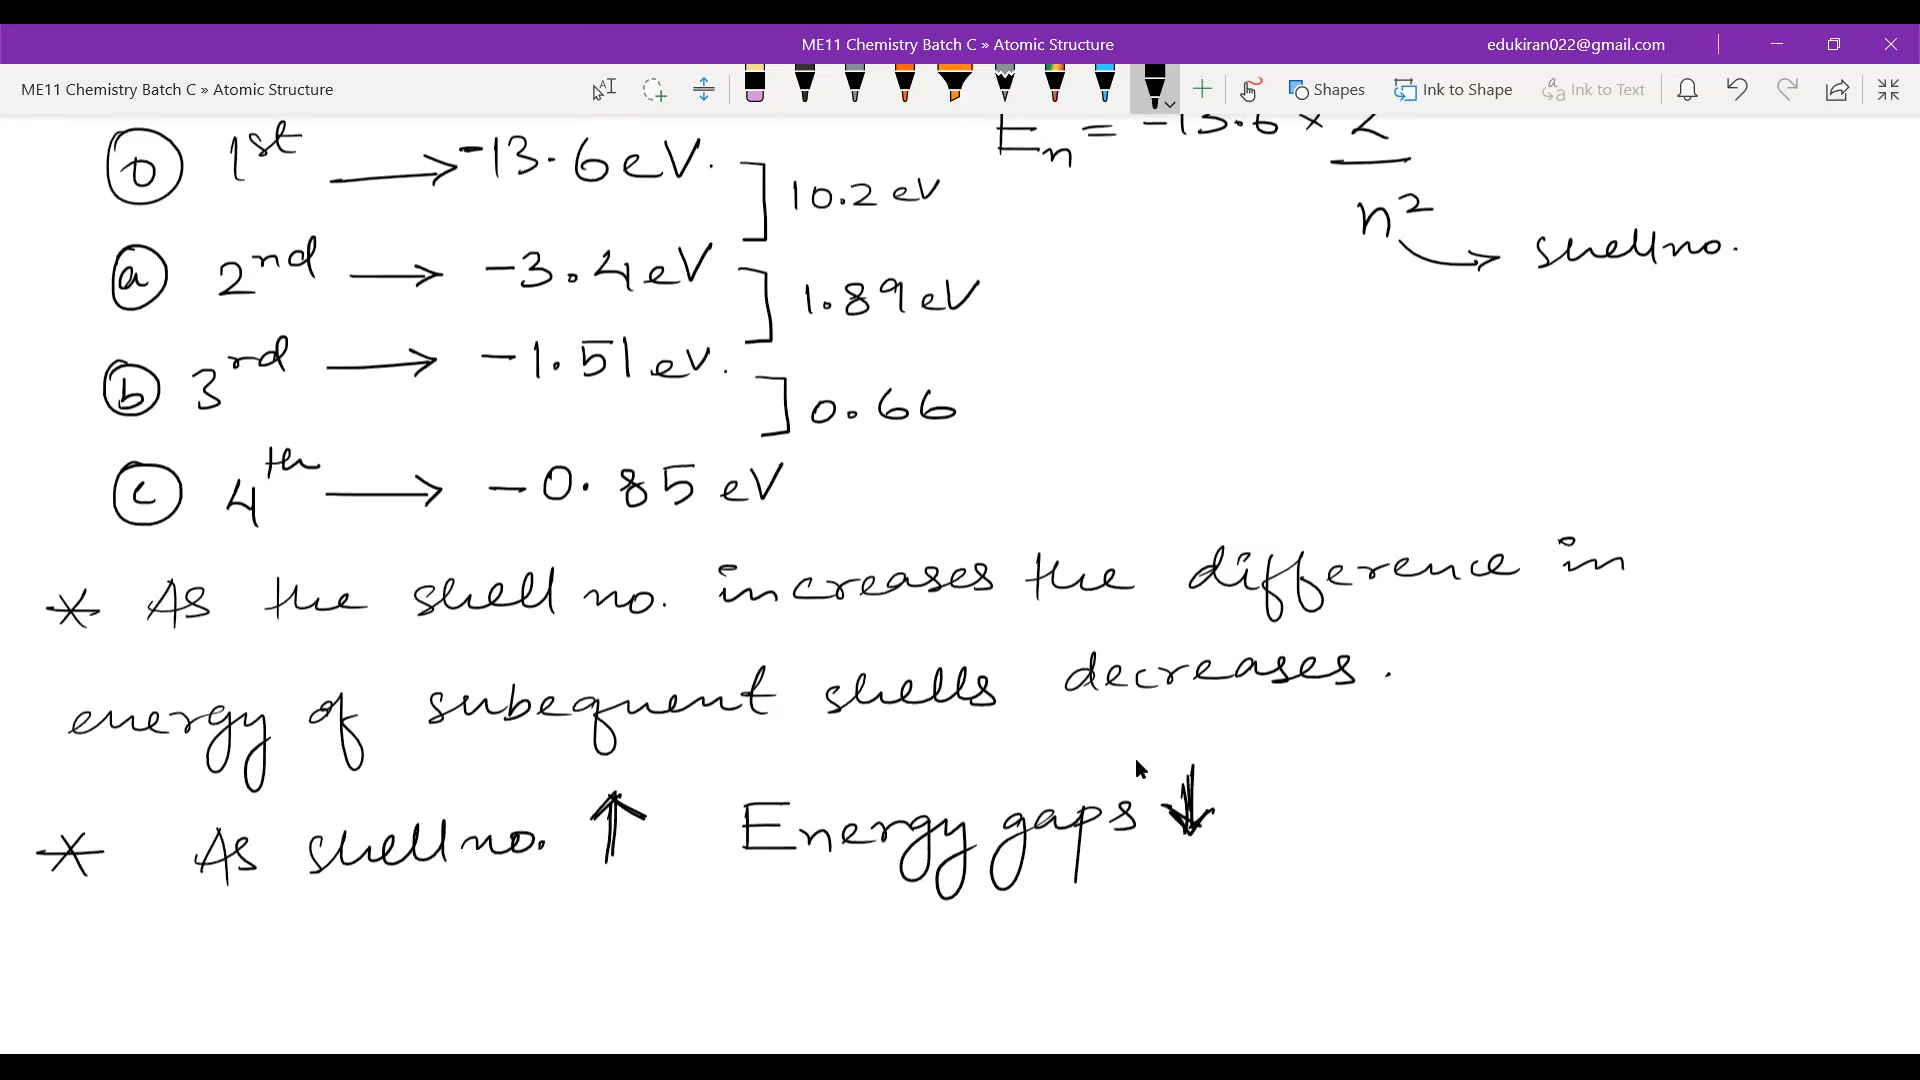 ME11 Chemistry Batch C » Atomic Structure
edukiran022@gmail.com
ME11 Chemistry Batch C » Atomic Structure
Shapes
Ink to Shape
Ink to Text
1st → -13.6 eV.
] 10.2 eV
En = -13.6 ×
n² → shell no.
a 2nd → -3.4 eV
] 1.89 eV
b 3rd → -1.51 ev.
] 0.66
c 4th → -0.85 eV
* As the shell no. increases the difference in
energy of subequent shells decreases.
* As shell no. ↑ Energy gaps ↓